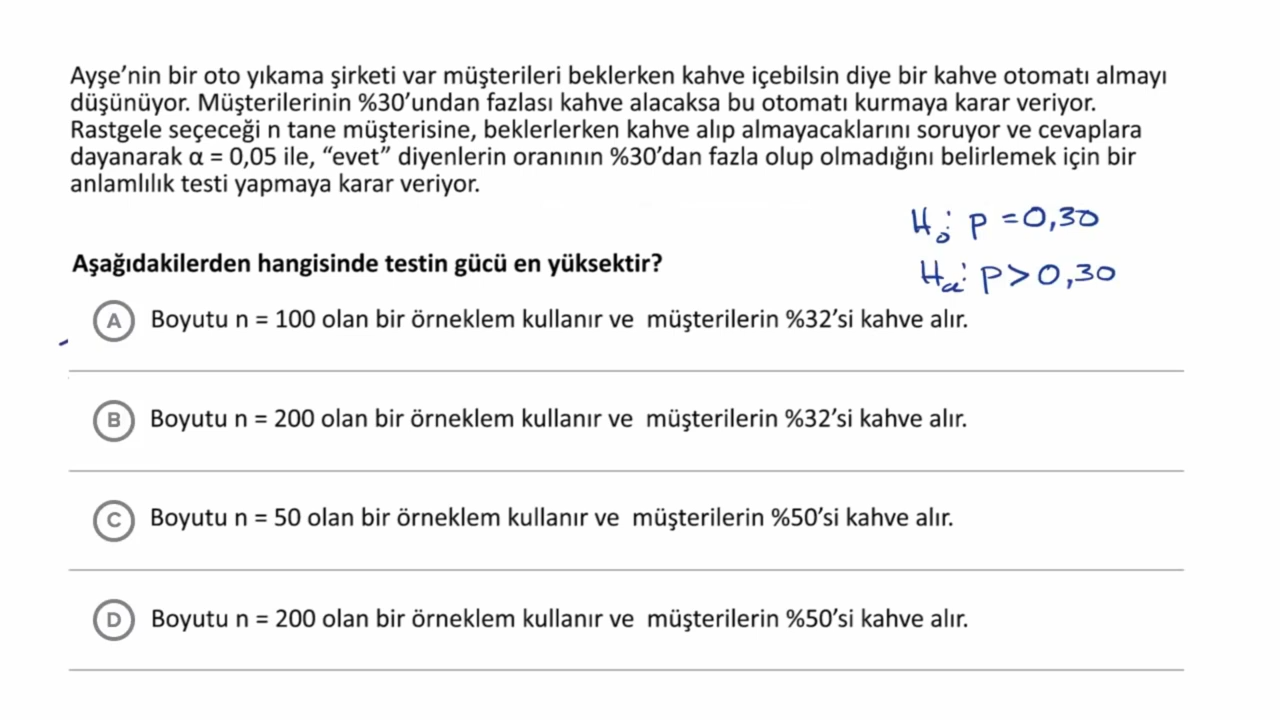 Ayşe’nin bir oto yıkama şirketi var müşterileri beklerken kahve içebilsin diye bir kahve otomatı almayı
düşünüyor. Müşterilerinin %30’undan fazlası kahve alacaksa bu otomatı kurmaya karar veriyor.
Rastgele seçeceği n tane müşterisine, beklerlerken kahve alıp almayacaklarını soruyor ve cevaplara
dayanarak α = 0,05 ile, “evet” diyenlerin oranının %30’dan fazla olup olmadığını belirlemek için bir
anlamlılık testi yapmaya karar veriyor.
H₀: p = 0,30
Hₐ: p > 0,30
Aşağıdakilerden hangisinde testin gücü en yüksektir?
A Boyutu n = 100 olan bir örneklem kullanır ve müşterilerin %32’si kahve alır.
B Boyutu n = 200 olan bir örneklem kullanır ve müşterilerin %32’si kahve alır.
C Boyutu n = 50 olan bir örneklem kullanır ve müşterilerin %50’si kahve alır.
D Boyutu n = 200 olan bir örneklem kullanır ve müşterilerin %50’si kahve alır.